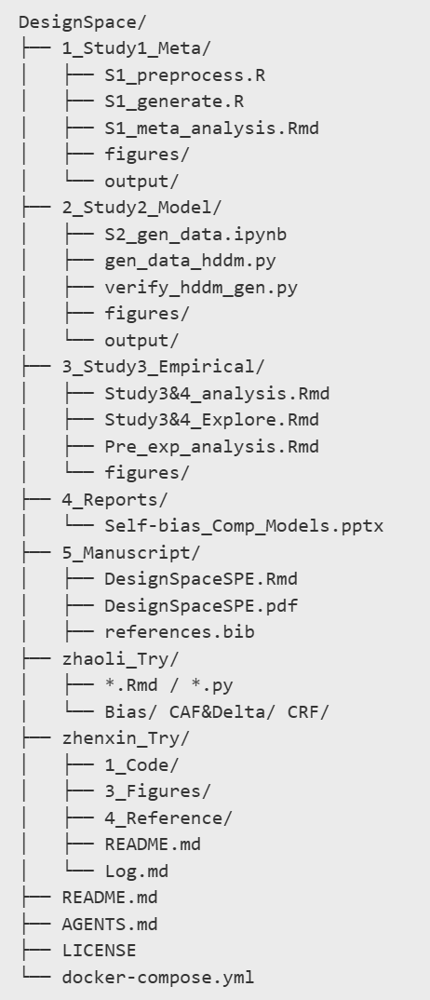 DesignSpace/
├── 1_Study1_Meta/
│   ├── S1_preprocess.R
│   ├── S1_generate.R
│   ├── S1_meta_analysis.Rmd
│   ├── figures/
│   └── output/
├── 2_Study2_Model/
│   ├── S2_gen_data.ipynb
│   ├── gen_data_hddm.py
│   ├── verify_hddm_gen.py
│   ├── figures/
│   └── output/
├── 3_Study3_Empirical/
│   ├── Study3&4_analysis.Rmd
│   ├── Study3&4_Explore.Rmd
│   ├── Pre_exp_analysis.Rmd
│   └── figures/
├── 4_Reports/
│   └── Self-bias_Comp_Models.pptx
├── 5_Manuscript/
│   ├── DesignSpaceSPE.Rmd
│   ├── DesignSpaceSPE.pdf
│   ├── references.bib
├── zhaoli_Try/
│   ├── *.Rmd / *.py
│   └── Bias/ CAF&Delta/ CRF/
├── zhenxin_Try/
│   ├── 1_Code/
│   ├── 3_Figures/
│   ├── 4_Reference/
│   ├── README.md
│   └── Log.md
├── README.md
├── AGENTS.md
├── LICENSE
└── docker-compose.yml